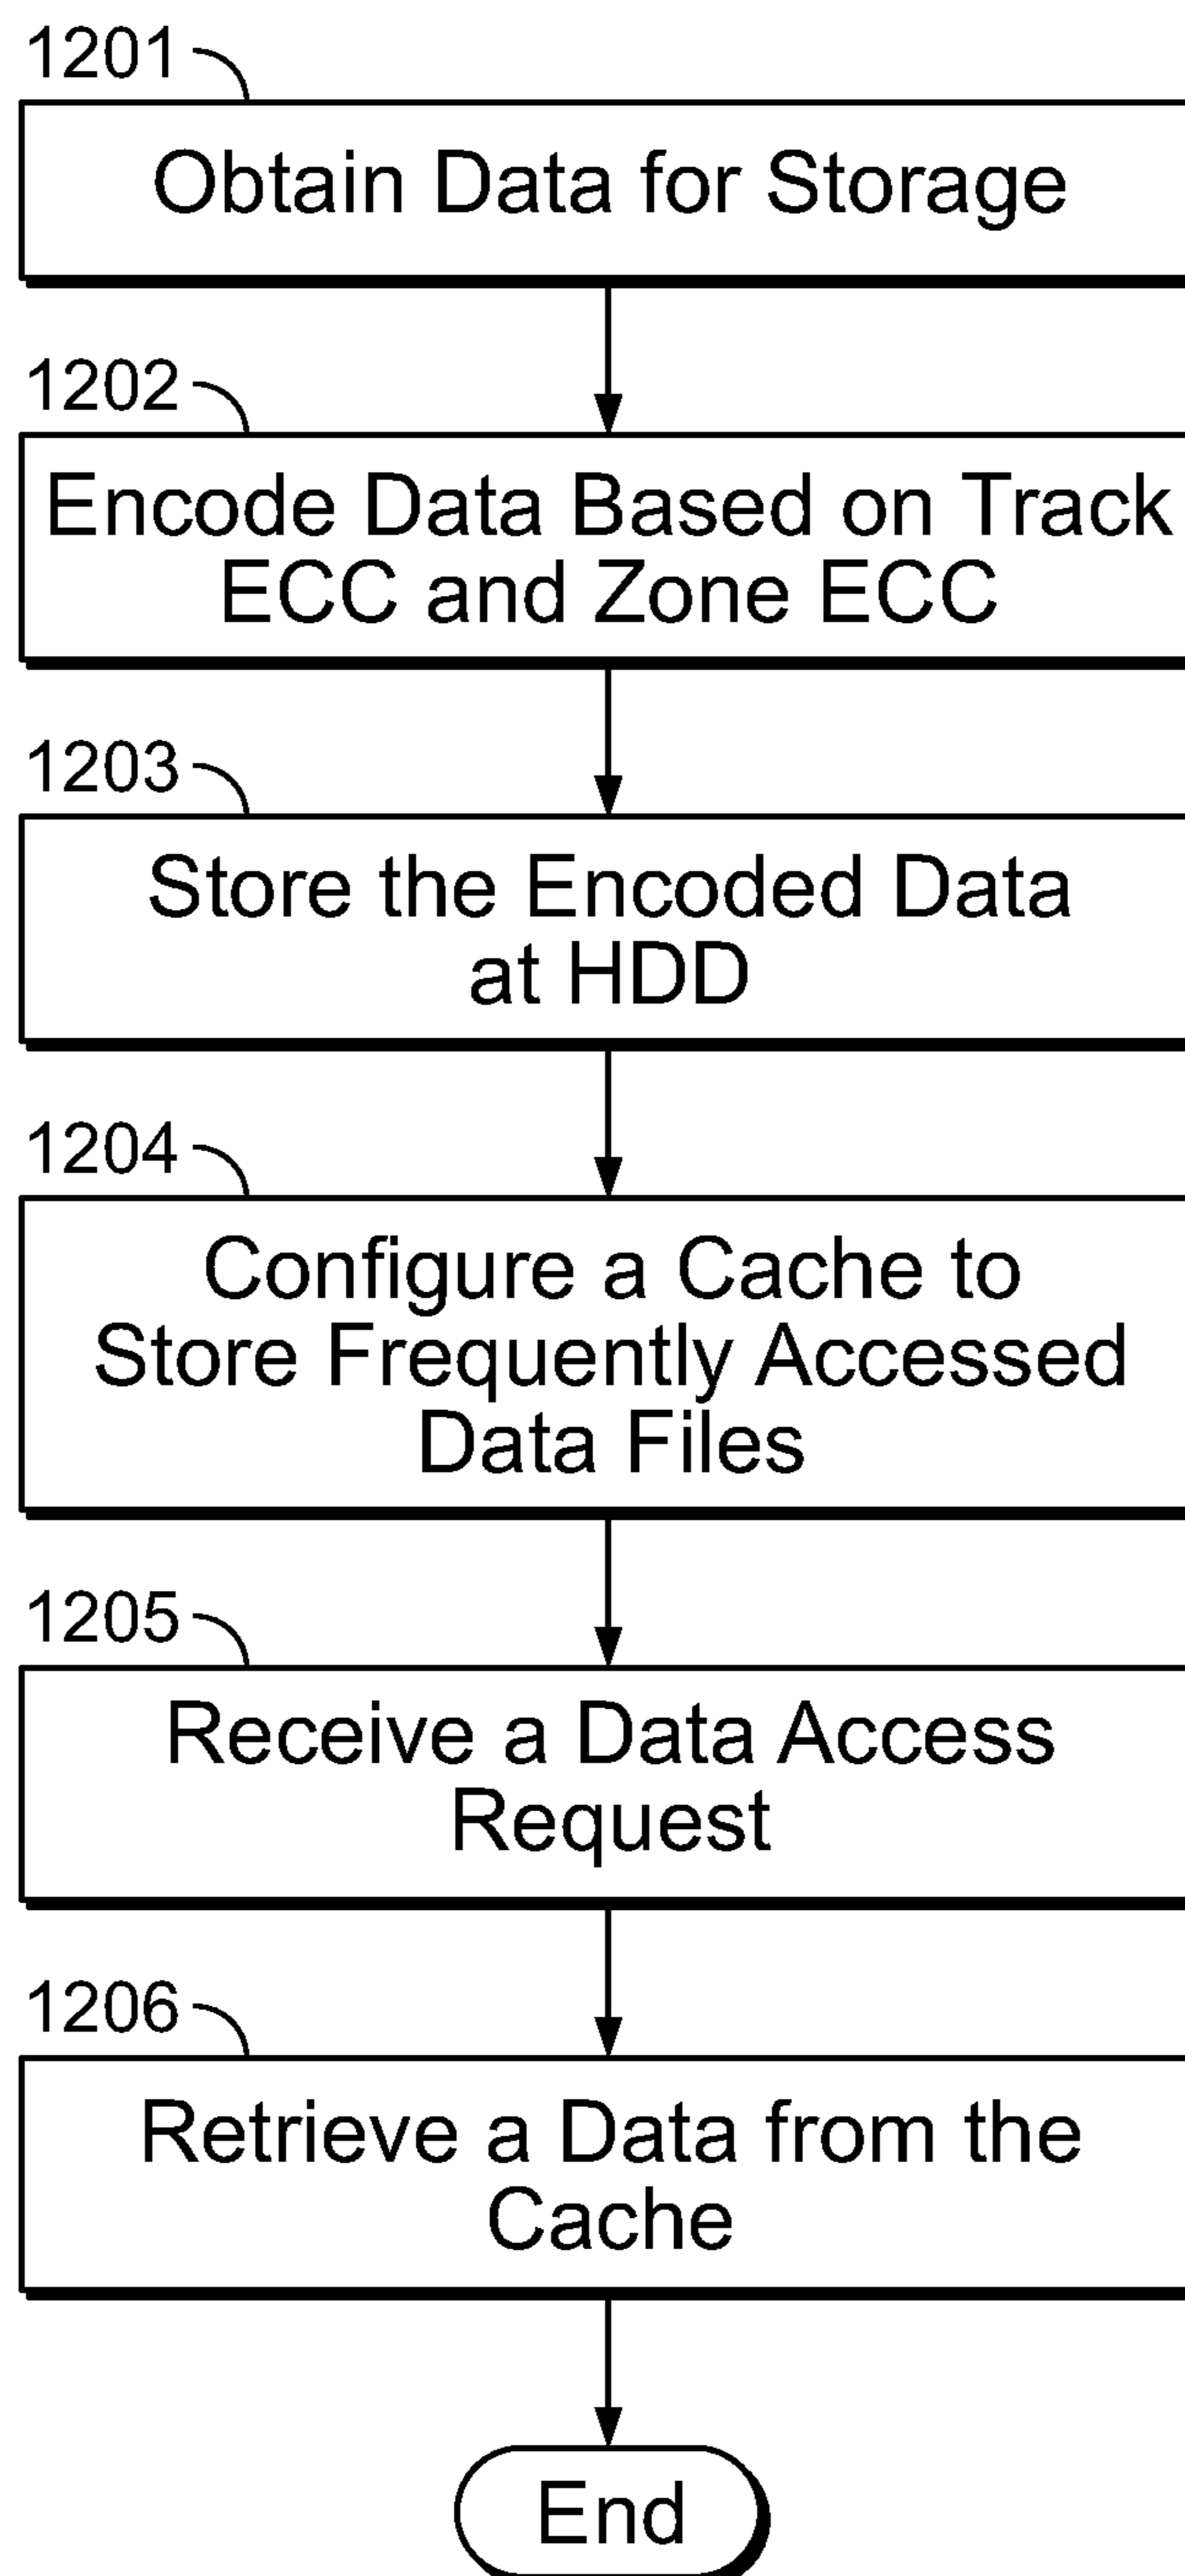 1201
Obtain Data for Storage
1202
Encode Data Based on Track
ECC and Zone ECC
1203
Store the Encoded Data
at HDD
1204
Configure a Cache to
Store Frequently Accessed
Data Files
1205
Receive a Data Access
Request
1206
Retrieve a Data from the
Cache
End